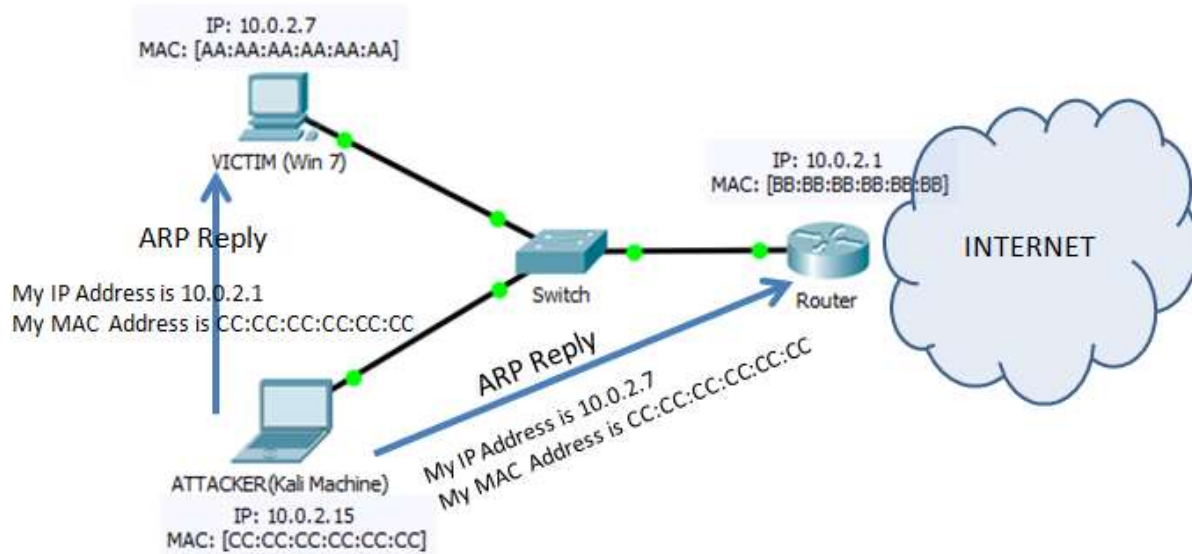 IP: 10.0.2.7
MAC: [AA:AA:AA:AA:AA:AA]
VICTIM (Win 7)
IP: 10.0.2.1
MAC: [BB:BB:BB:BB:BB:BB]
ARP Reply
INTERNET
My IP Address is 10.0.2.1
My MAC Address is CC:CC:CC:CC:CC:CC
Switch
Router
ARP Reply
My IP Address is 10.0.2.7
My MAC Address is CC:CC:CC:CC:CC:CC
ATTACKER(Kali Machine)
IP: 10.0.2.15
MAC: [CC:CC:CC:CC:CC:CC]